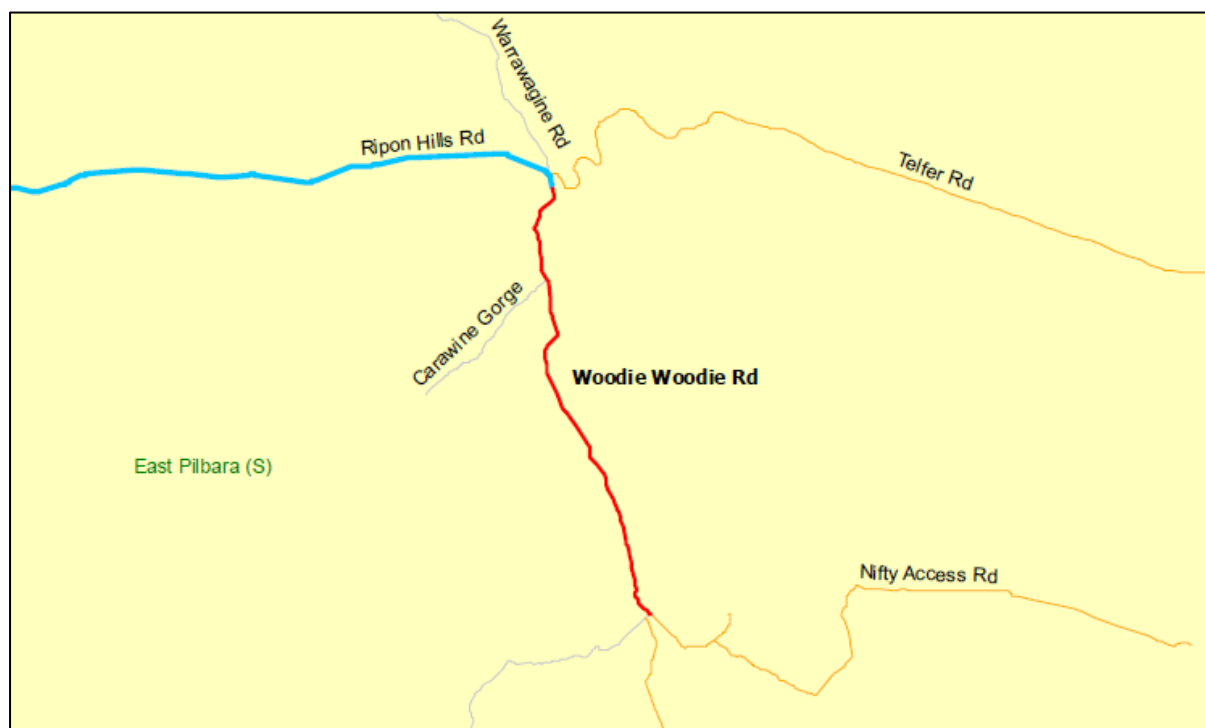 Warrawagine Rd
Ripon Hills Rd
Telfer Rd
Carawine Gorge
Woodie Woodie Rd
East Pilbara (S)
Nifty Access Rd